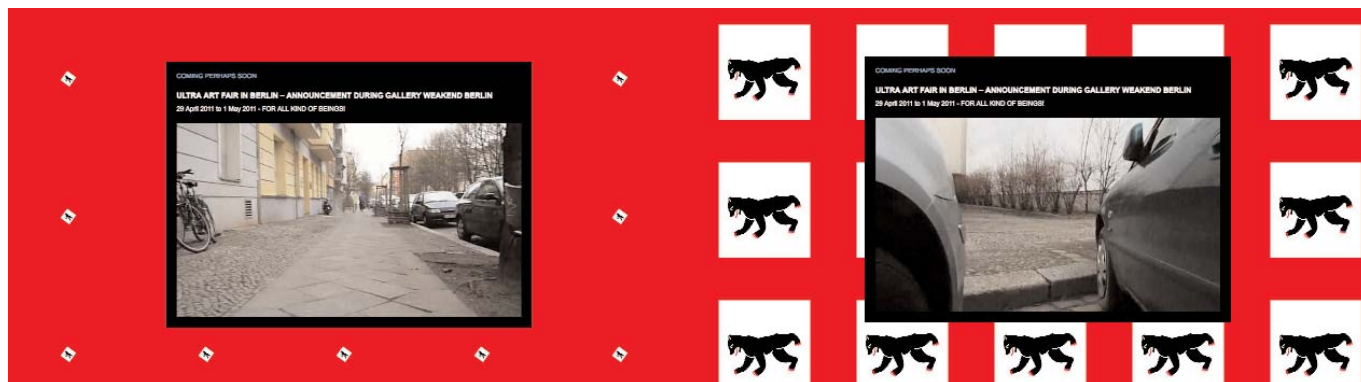 COMING PERHAPS SOON
ULTRA ART FAIR IN BERLIN – ANNOUNCEMENT DURING GALLERY WEAKEND BERLIN
29 April 2011 to 1 May 2011 - FOR ALL KIND OF BEINGS!
COMING PERHAPS SOON
ULTRA ART FAIR IN BERLIN – ANNOUNCEMENT DURING GALLERY WEAKEND BERLIN
29 April 2011 to 1 May 2011 - FOR ALL KIND OF BEINGS!